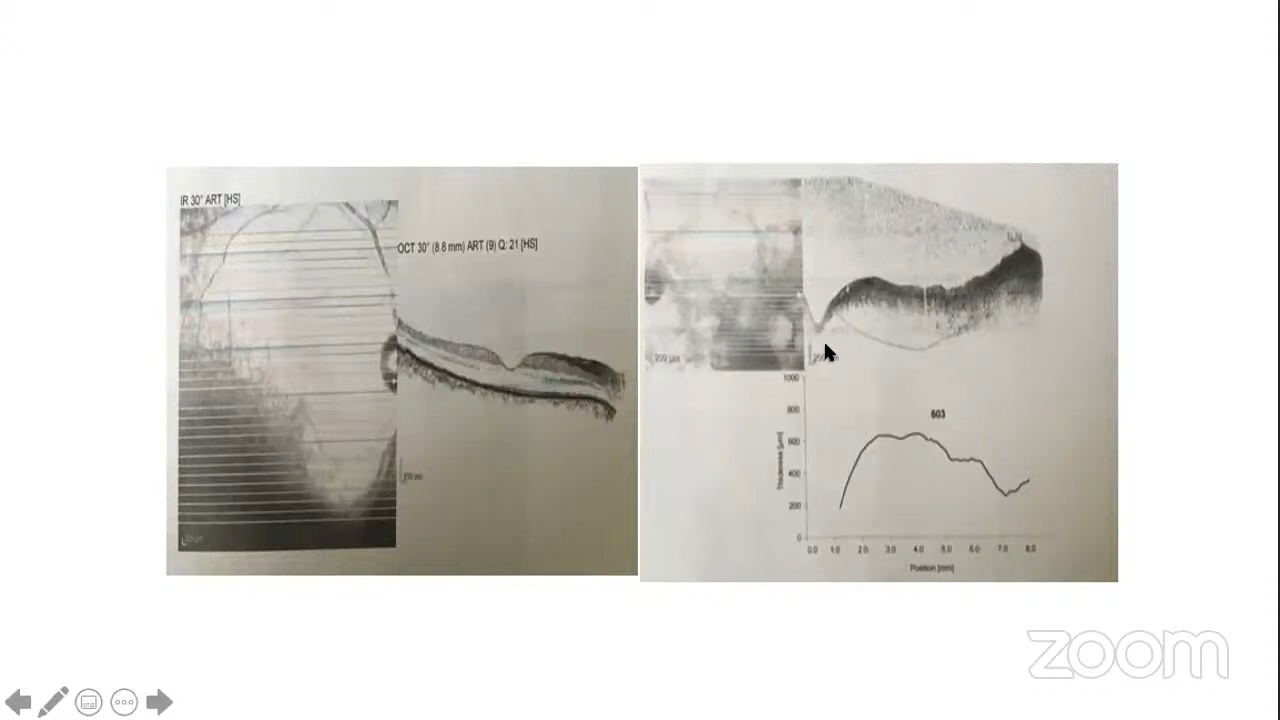 IR 30° ART [HS]
OCT 30° (8.8 mm) ART (9) Q: 21 [HS]
200 µm
200 µm
1000
800
600
400
200
0
603
Thickness [µm]
0.0 1.0 2.0 3.0 4.0 5.0 6.0 7.0 8.0
Position [mm]
zoom